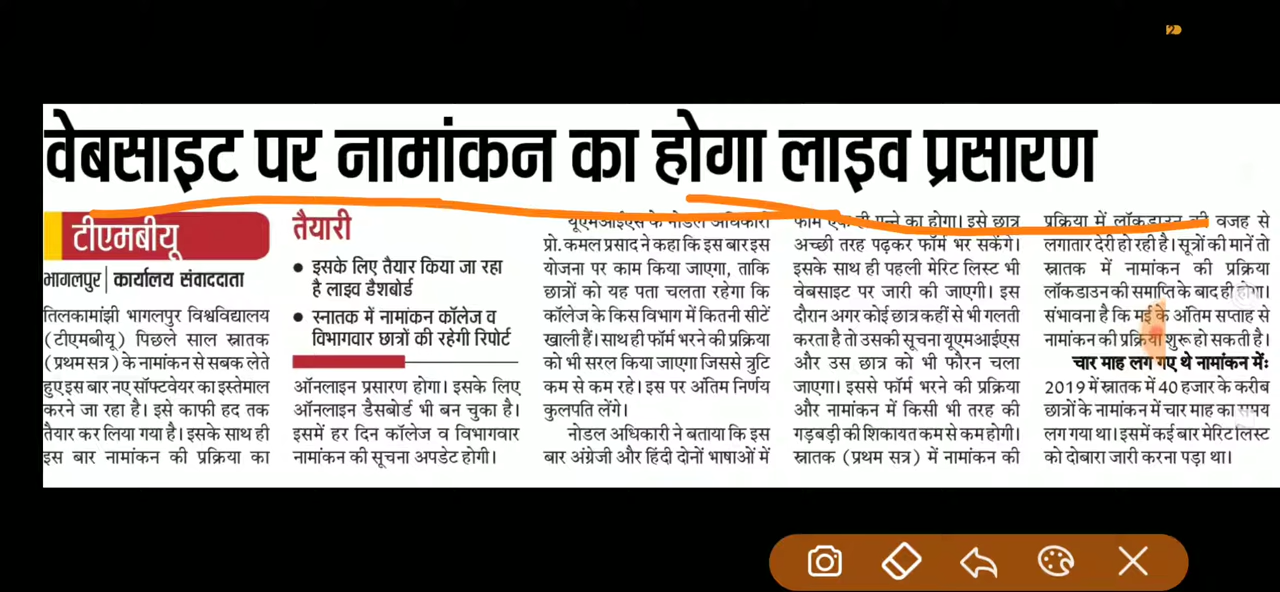 वेबसाइट पर नामांकन का होगा लाइव प्रसारण
टीएमबीयू
भागलपुर | कार्यालय संवाददाता
तिलकामांझी भागलपुर विश्वविद्यालय
(टीएमबीयू) पिछले साल स्नातक
(प्रथम सत्र) के नामांकन से सबक लेते
हुए इस बार नए सॉफ्टवेयर का इस्तेमाल
करने जा रहा है। इसे काफी हद तक
तैयार कर लिया गया है। इसके साथ ही
इस बार नामांकन की प्रक्रिया का
तैयारी
● इसके लिए तैयार किया जा रहा
है लाइव डैशबोर्ड
● स्नातक में नामांकन कॉलेज व
विभागवार छात्रों की रहेगी रिपोर्ट
ऑनलाइन प्रसारण होगा। इसके लिए
ऑनलाइन डैसबोर्ड भी बन चुका है।
इसमें हर दिन कॉलेज व विभागवार
नामांकन की सूचना अपडेट होगी।
यूएमआईएस के नोडल अधिकारी
प्रो. कमल प्रसाद ने कहा कि इस बार इस
योजना पर काम किया जाएगा, ताकि
छात्रों को यह पता चलता रहेगा कि
कॉलेज के किस विभाग में कितनी सीटें
खाली हैं। साथ ही फॉर्म भरने की प्रक्रिया
को भी सरल किया जाएगा जिससे त्रुटि
कम से कम रहे। इस पर अंतिम निर्णय
कुलपति लेंगे।
नोडल अधिकारी ने बताया कि इस
बार अंग्रेजी और हिंदी दोनों भाषाओं में
फॉर्म एक ही पन्ने का होगा। इसे छात्र
अच्छी तरह पढ़कर फॉर्म भर सकेंगे।
इसके साथ ही पहली मेरिट लिस्ट भी
वेबसाइट पर जारी की जाएगी। इस
दौरान अगर कोई छात्र कहीं से भी गलती
करता है तो उसकी सूचना यूएमआईएस
और उस छात्र को भी फौरन चला
जाएगा। इससे फॉर्म भरने की प्रक्रिया
और नामांकन में किसी भी तरह की
गड़बड़ी की शिकायत कम से कम होगी।
स्नातक (प्रथम सत्र) में नामांकन की
प्रक्रिया में लॉकडाउन की वजह से
लगातार देरी हो रही है। सूत्रों की मानें तो
स्नातक में नामांकन की प्रक्रिया
लॉकडाउन की समाप्ति के बाद ही होगा।
संभावना है कि मई के अंतिम सप्ताह से
नामांकन की प्रक्रिया शुरू हो सकती है।
चार माह लग गए थे नामांकन में:
2019 में स्नातक में 40 हजार के करीब
छात्रों के नामांकन में चार माह का समय
लग गया था। इसमें कई बार मेरिट लिस्ट
को दोबारा जारी करना पड़ा था।